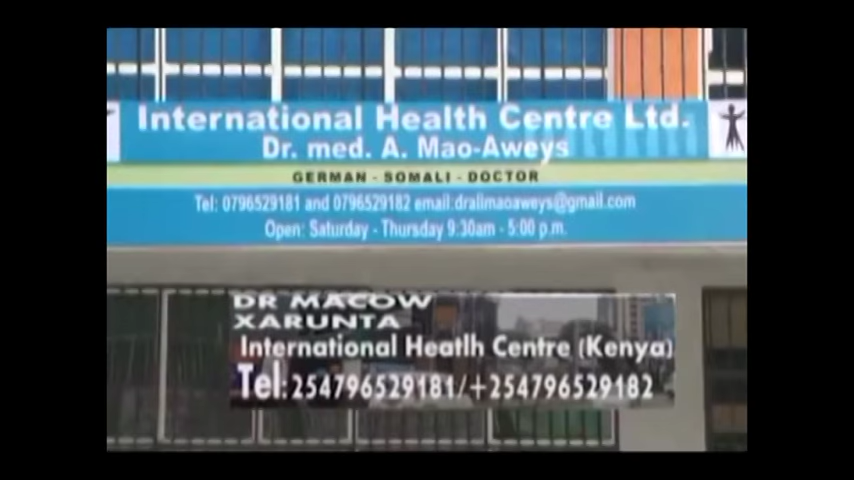 International Health Centre Ltd.
Dr. med. A. Mao-Aweys
GERMAN - SOMALI - DOCTOR
Tel: 0796529181 and 0796529182 email:dralimaoaweys@gmail.com
Open: Saturday - Thursday 9:30am - 5:00 p.m.
DR MACOW
XARUNTA
International Heatlh Centre (Kenya)
Tel:254796529181/+254796529182